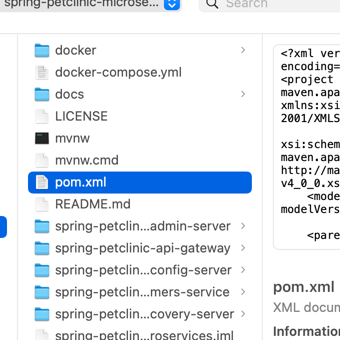 spring-petclinic-microse...
Search
docker
docker-compose.yml
docs
LICENSE
mvnw
mvnw.cmd
pom.xml
README.md
spring-petclin...admin-server
spring-petclinic-api-gateway
spring-petclin...config-server
spring-petclin...mers-service
spring-petclin...covery-server
spring-petclin...roservices.iml
<?xml ver
encoding=
<project
maven.apa
xmlns:xsi
2001/XMLS
xsi:schem
maven.apa
http://ma
v4_0_0.xs
<mode
modelVers
<pare
pom.xml
XML docum
Informatio